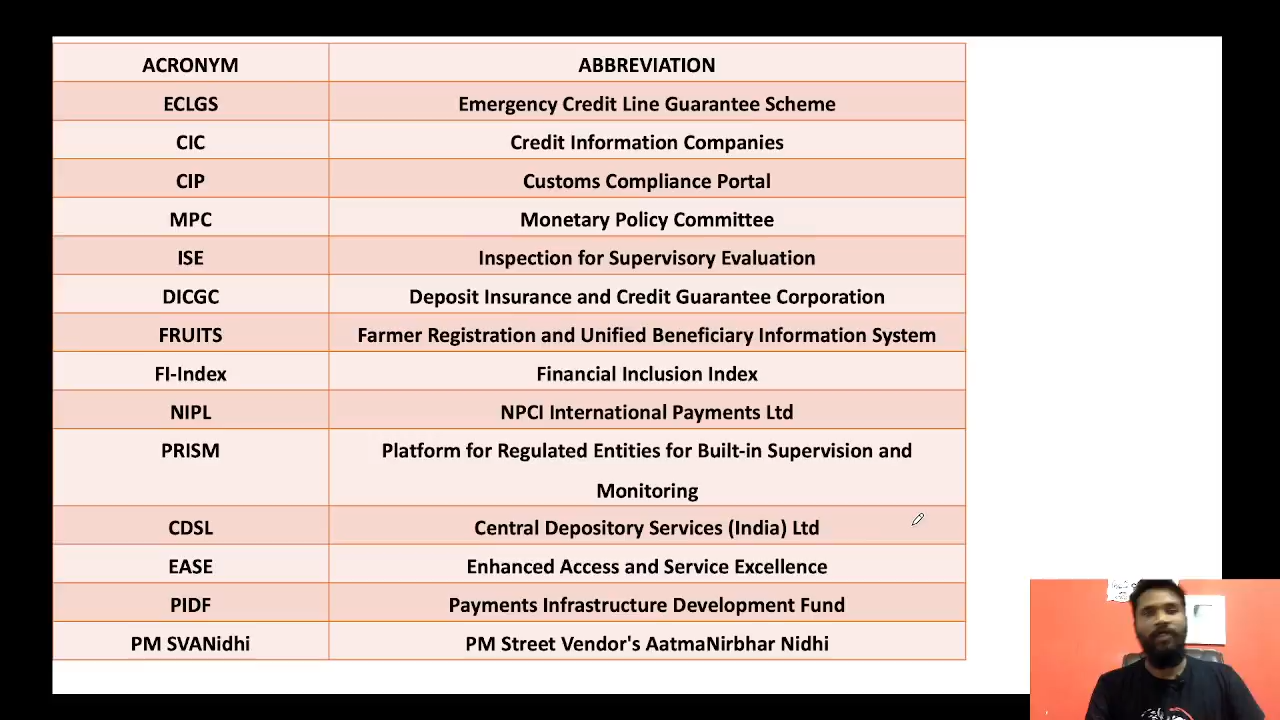 ACRONYM ABBREVIATION
ECLGS Emergency Credit Line Guarantee Scheme
CIC Credit Information Companies
CIP Customs Compliance Portal
MPC Monetary Policy Committee
ISE Inspection for Supervisory Evaluation
DICGC Deposit Insurance and Credit Guarantee Corporation
FRUITS Farmer Registration and Unified Beneficiary Information System
FI-Index Financial Inclusion Index
NIPL NPCI International Payments Ltd
PRISM Platform for Regulated Entities for Built-in Supervision and
Monitoring
CDSL Central Depository Services (India) Ltd
EASE Enhanced Access and Service Excellence
PIDF Payments Infrastructure Development Fund
PM SVANidhi PM Street Vendor's AatmaNirbhar Nidhi